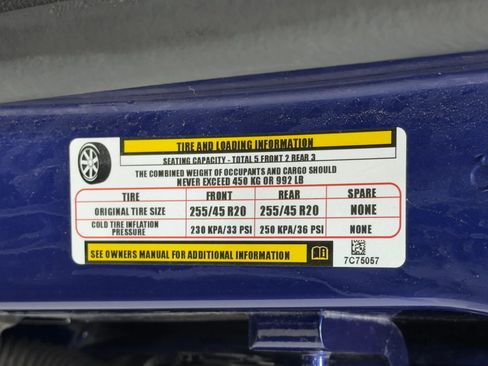 TIRE AND LOADING INFORMATION
SEATING CAPACITY - TOTAL 5 FRONT 2 REAR 3
THE COMBINED WEIGHT OF OCCUPANTS AND CARGO SHOULD
NEVER EXCEED 450 KG OR 992 LB
TIRE FRONT REAR SPARE
ORIGINAL TIRE SIZE 255/45 R20 255/45 R20 NONE
COLD TIRE INFLATION PRESSURE 230 KPA/33 PSI 250 KPA/36 PSI NONE
SEE OWNERS MANUAL FOR ADDITIONAL INFORMATION
7C75057